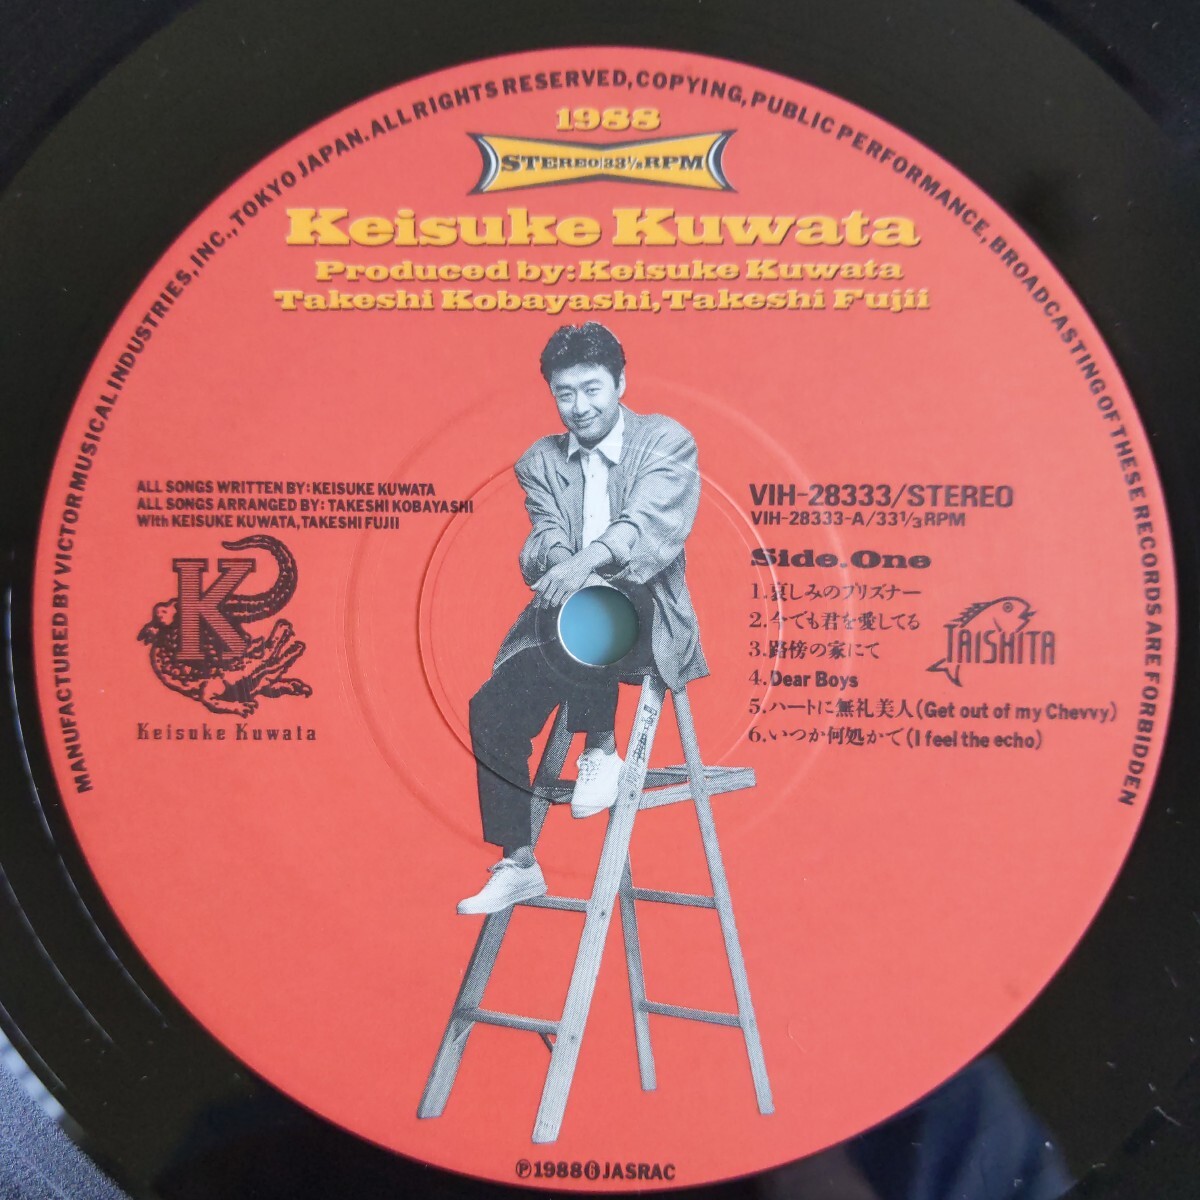 MANUFACTURED BY VICTOR MUSICAL INDUSTRIES, INC., TOKYO JAPAN. ALL RIGHTS RESERVED, COPYING, PUBLIC PERFORMANCE, BROADCASTING OF THESE RECORDS ARE FORBIDDEN
1988
STEREO 33⅓RPM
Keisuke Kuwata
Produced by:Keisuke Kuwata
Takeshi Kobayashi,Takeshi Fujii
ALL SONGS WRITTEN BY: KEISUKE KUWATA
ALL SONGS ARRANGED BY: TAKESHI KOBAYASHI
With KEISUKE KUWATA, TAKESHI FUJII
K
Keisuke Kuwata
VIH-28333/STEREO
VIH-28333-A/33⅓RPM
Side.One
1.哀しみのプリズナー
2.今でも君を愛してる
3.路傍の家にて
4.Dear Boys
5.ハートに無礼美人(Get out of my Chevvy)
6.いつか何処かで(I feel the echo)
TAISHITA
Ⓟ1988 JASRAC